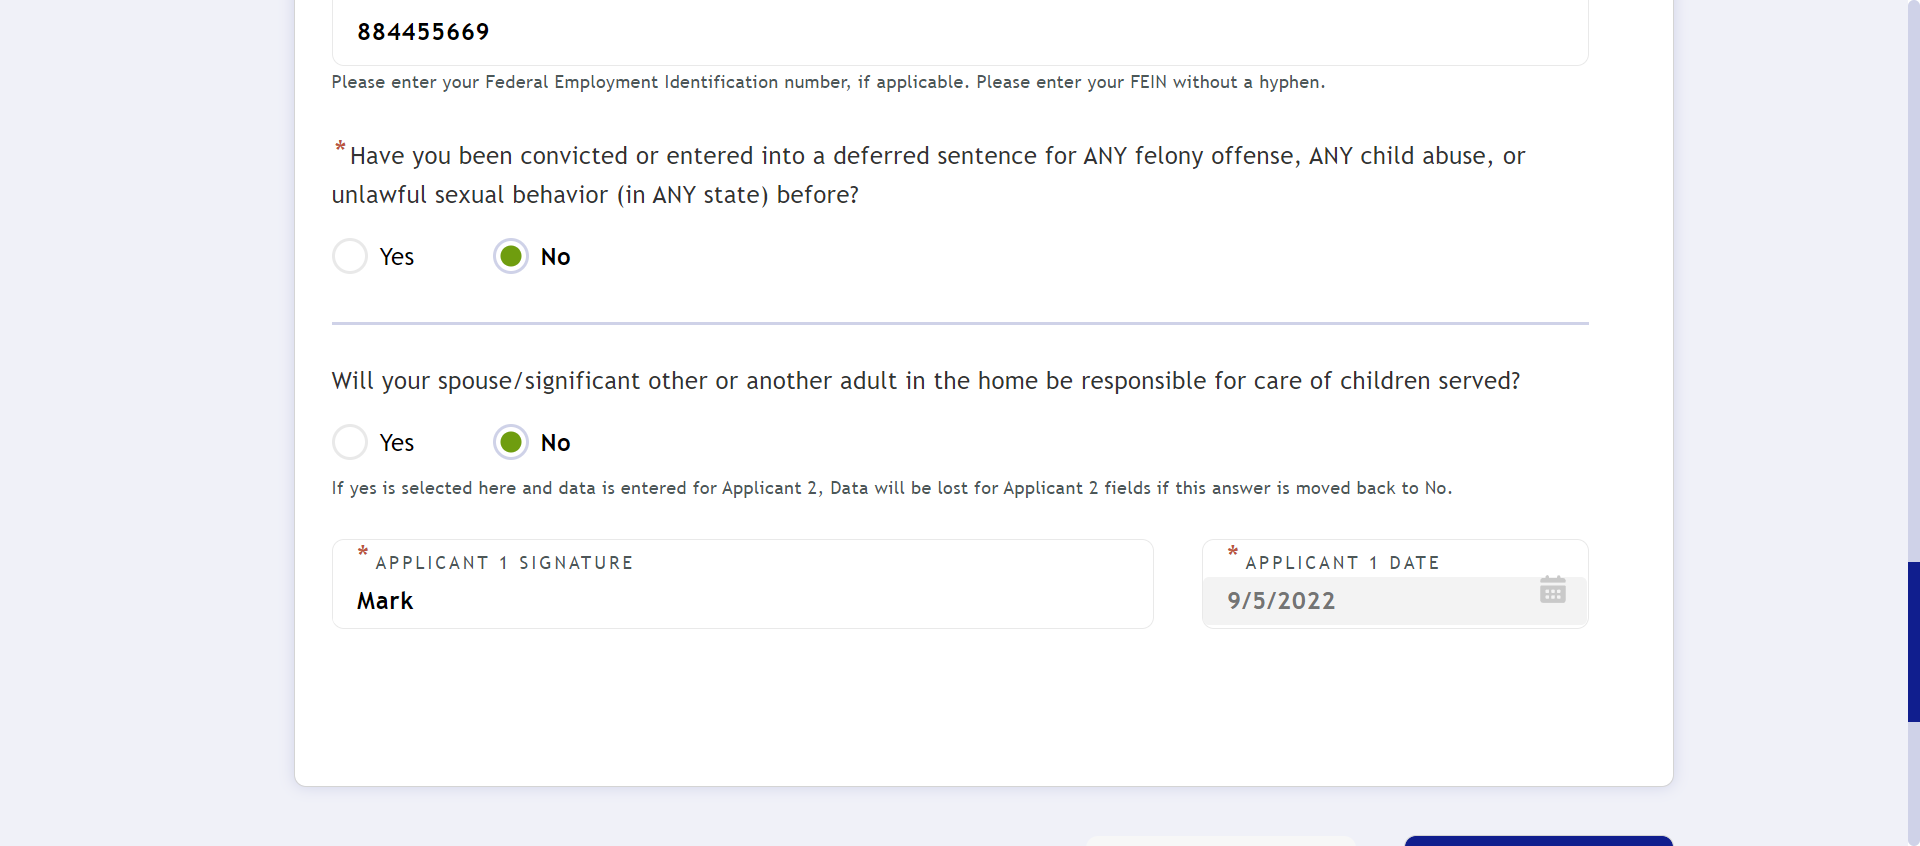 884455669
Please enter your Federal Employment Identification number, if applicable. Please enter your FEIN without a hyphen.
*Have you been convicted or entered into a deferred sentence for ANY felony offense, ANY child abuse, or
unlawful sexual behavior (in ANY state) before?
Yes No
Will your spouse/significant other or another adult in the home be responsible for care of children served?
Yes No
If yes is selected here and data is entered for Applicant 2, Data will be lost for Applicant 2 fields if this answer is moved back to No.
* APPLICANT 1 SIGNATURE
Mark
* APPLICANT 1 DATE
9/5/2022